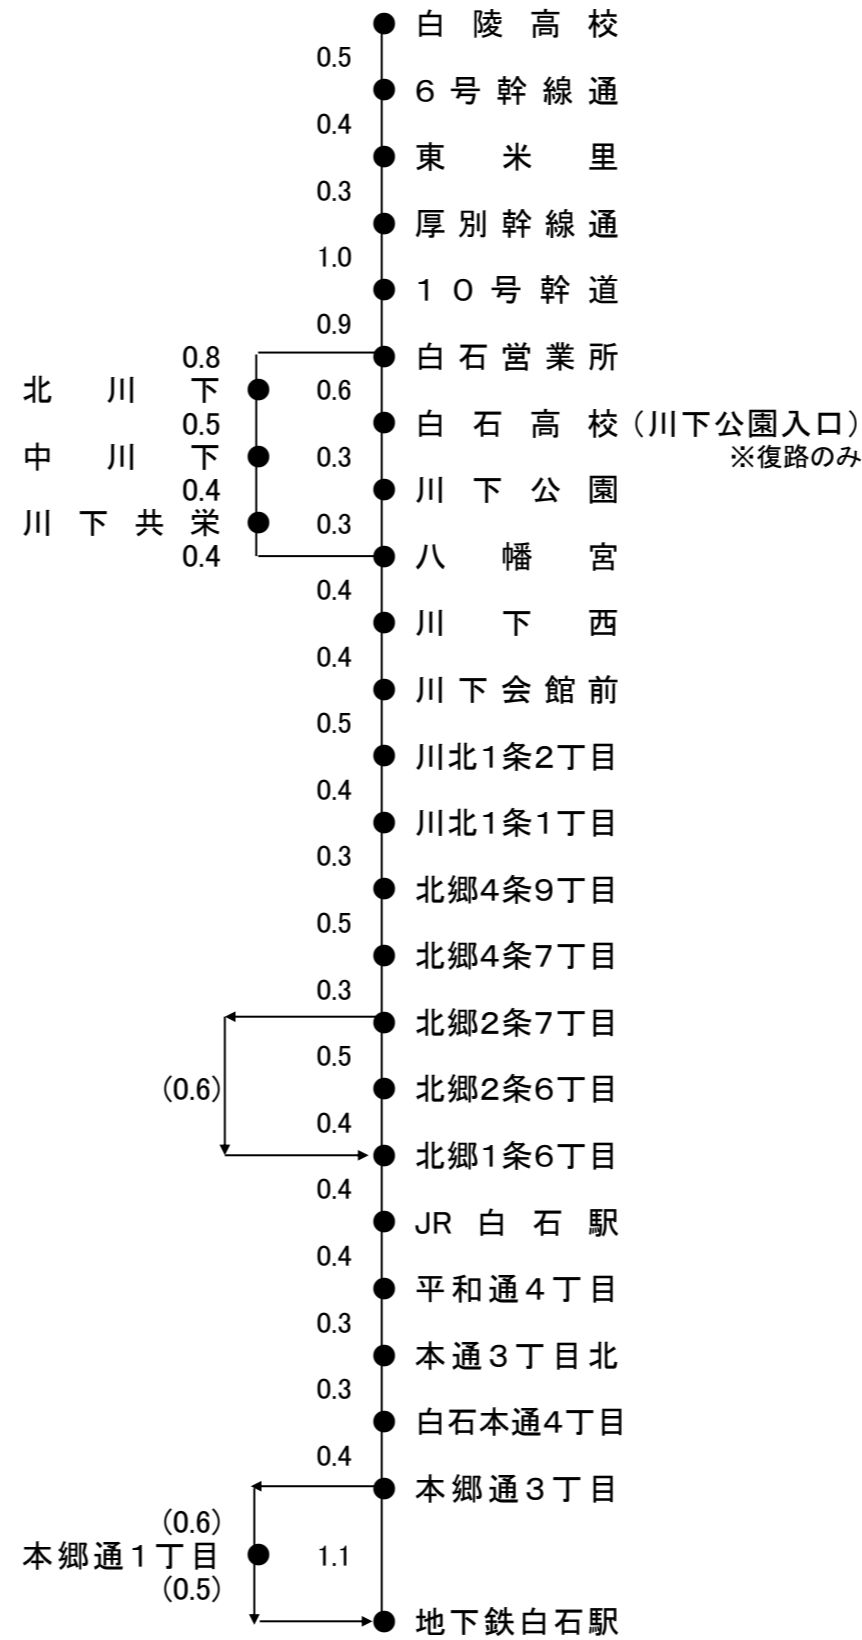 白陵高校
0.5
6号幹線通
0.4
東米里
0.3
厚別幹線通
1.0
10号幹道
0.9
白石営業所
0.8
北川下
0.6
0.5
白石高校(川下公園入口)
※復路のみ
中川下
0.3
0.4
川下公園
川下共栄
0.3
0.4
八幡宮
0.4
川下西
0.4
川下会館前
0.5
川北1条2丁目
0.4
川北1条1丁目
0.3
北郷4条9丁目
0.5
北郷4条7丁目
0.3
北郷2条7丁目
0.5
(0.6)
北郷2条6丁目
0.4
北郷1条6丁目
0.4
JR白石駅
0.4
平和通4丁目
0.3
本通3丁目北
0.3
白石本通4丁目
0.4
本郷通3丁目
(0.6)
本郷通1丁目
1.1
(0.5)
地下鉄白石駅